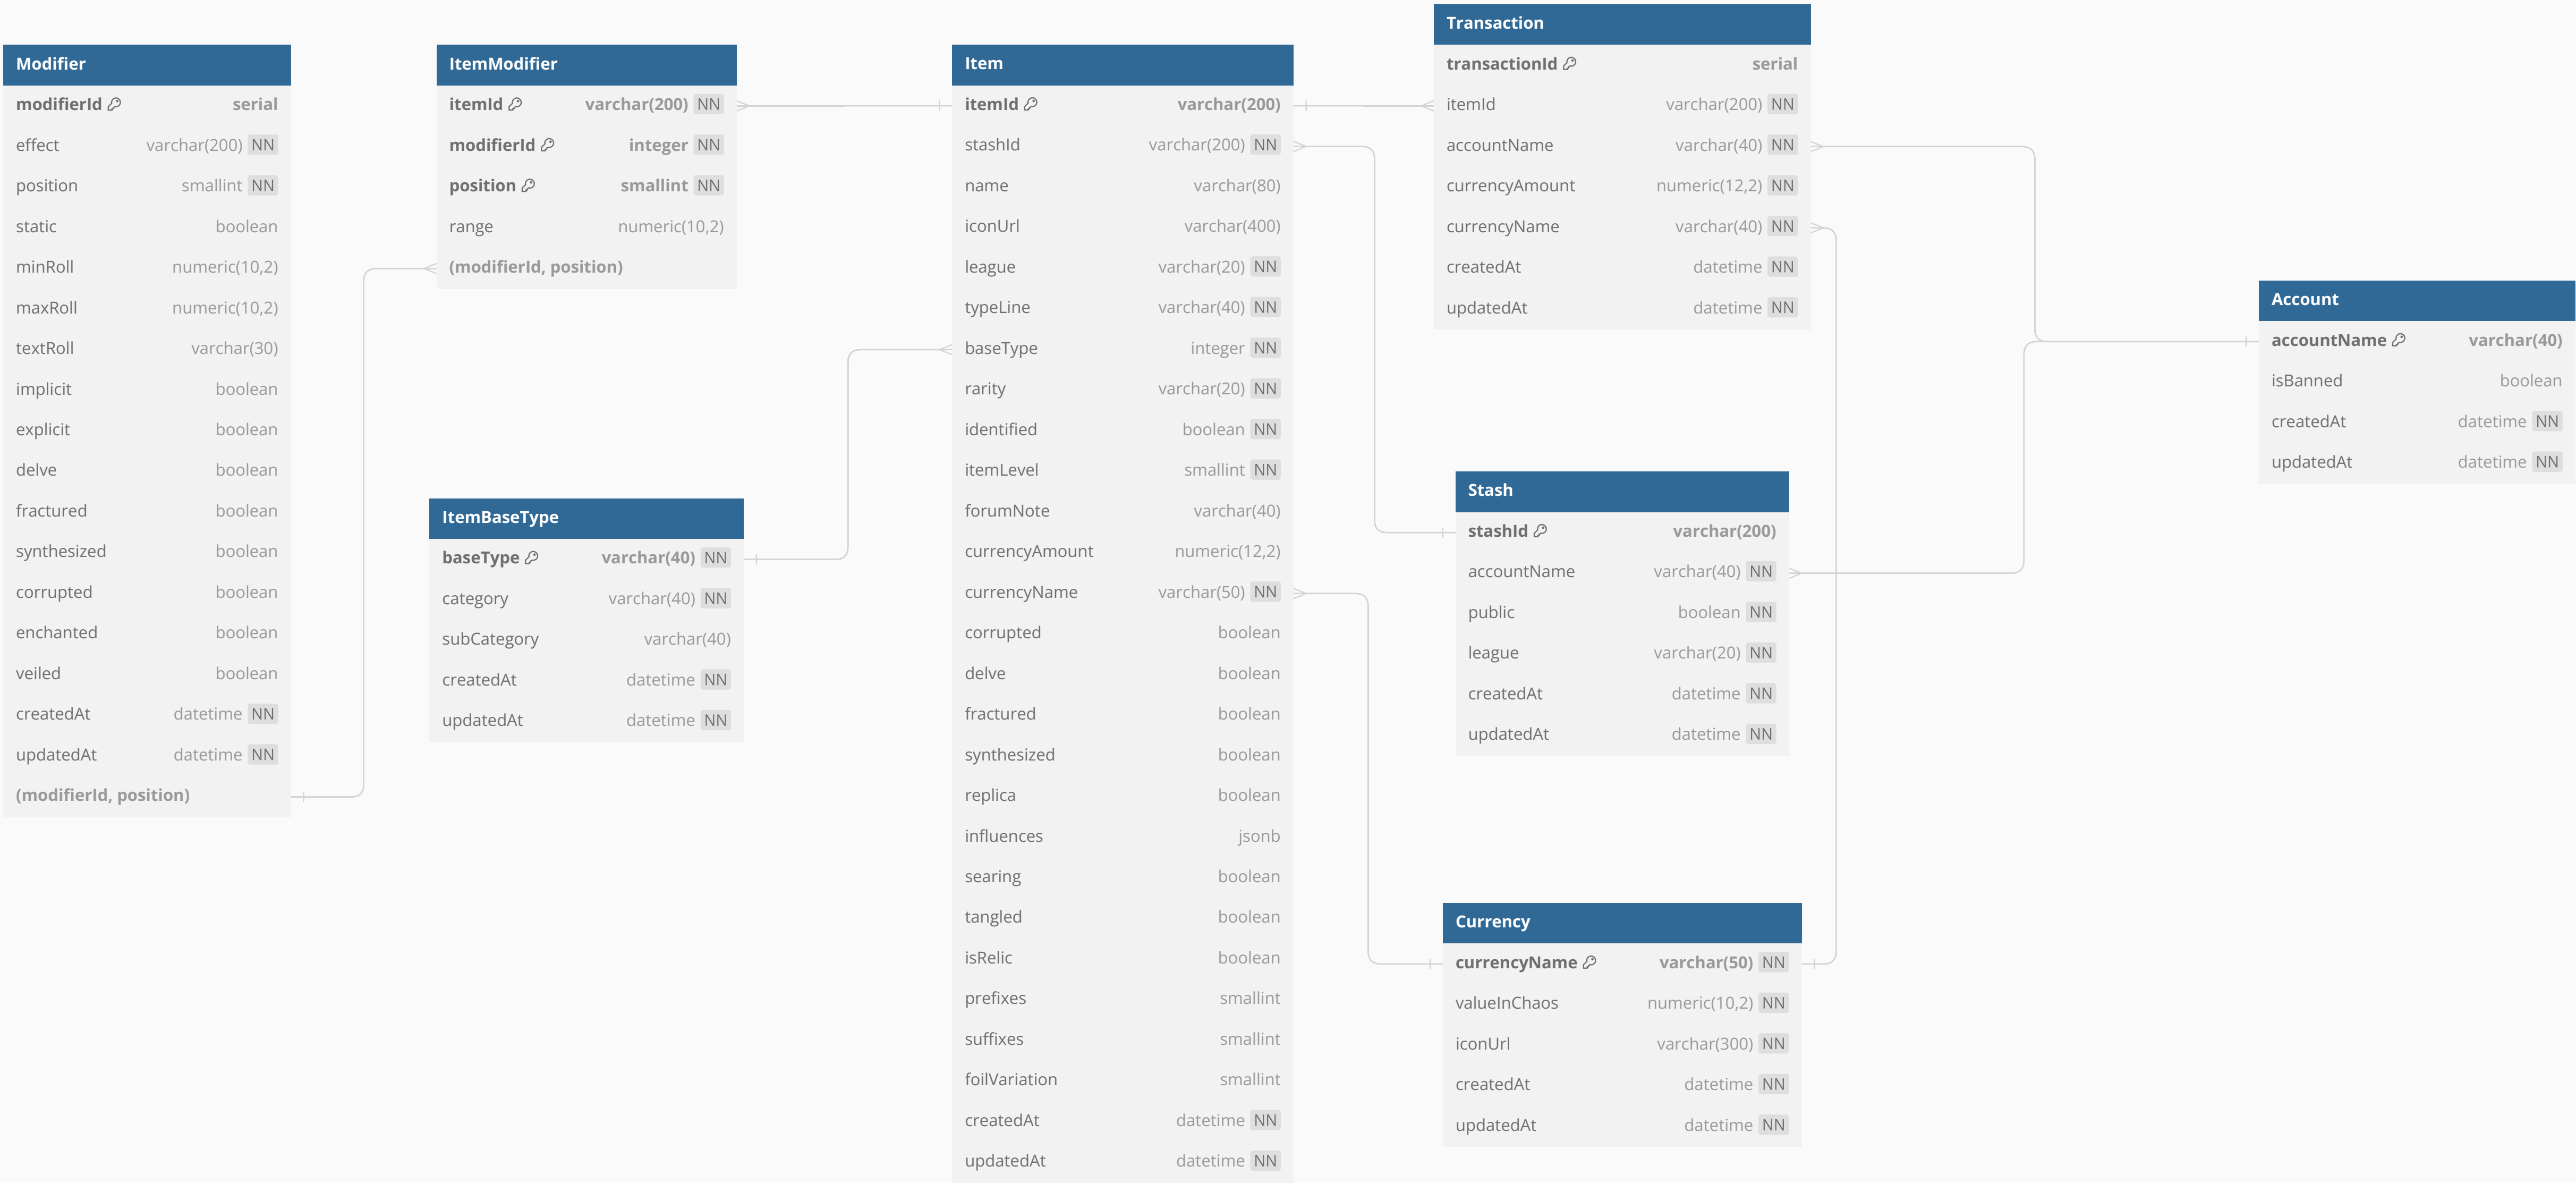 Modifier
modifierId serial
effect varchar(200) NN
position smallint NN
static boolean
minRoll numeric(10,2)
maxRoll numeric(10,2)
textRoll varchar(30)
implicit boolean
explicit boolean
delve boolean
fractured boolean
synthesized boolean
corrupted boolean
enchanted boolean
veiled boolean
createdAt datetime NN
updatedAt datetime NN
(modifierId, position)
ItemModifier
itemId varchar(200) NN
modifierId integer NN
position smallint NN
range numeric(10,2)
(modifierId, position)
ItemBaseType
baseType varchar(40) NN
category varchar(40) NN
subCategory varchar(40)
createdAt datetime NN
updatedAt datetime NN
Item
itemId varchar(200)
stashId varchar(200) NN
name varchar(80)
iconUrl varchar(400)
league varchar(20) NN
typeLine varchar(40) NN
baseType integer NN
rarity varchar(20) NN
identified boolean NN
itemLevel smallint NN
forumNote varchar(40)
currencyAmount numeric(12,2)
currencyName varchar(50) NN
corrupted boolean
delve boolean
fractured boolean
synthesized boolean
replica boolean
influences jsonb
searing boolean
tangled boolean
isRelic boolean
prefixes smallint
suffixes smallint
foilVariation smallint
createdAt datetime NN
updatedAt datetime NN
Transaction
transactionId serial
itemId varchar(200) NN
accountName varchar(40) NN
currencyAmount numeric(12,2) NN
currencyName varchar(40) NN
createdAt datetime NN
updatedAt datetime NN
Stash
stashId varchar(200)
accountName varchar(40) NN
public boolean NN
league varchar(20) NN
createdAt datetime NN
updatedAt datetime NN
Currency
currencyName varchar(50) NN
valueInChaos numeric(10,2) NN
iconUrl varchar(300) NN
createdAt datetime NN
updatedAt datetime NN
Account
accountName varchar(40)
isBanned boolean
createdAt datetime NN
updatedAt datetime NN